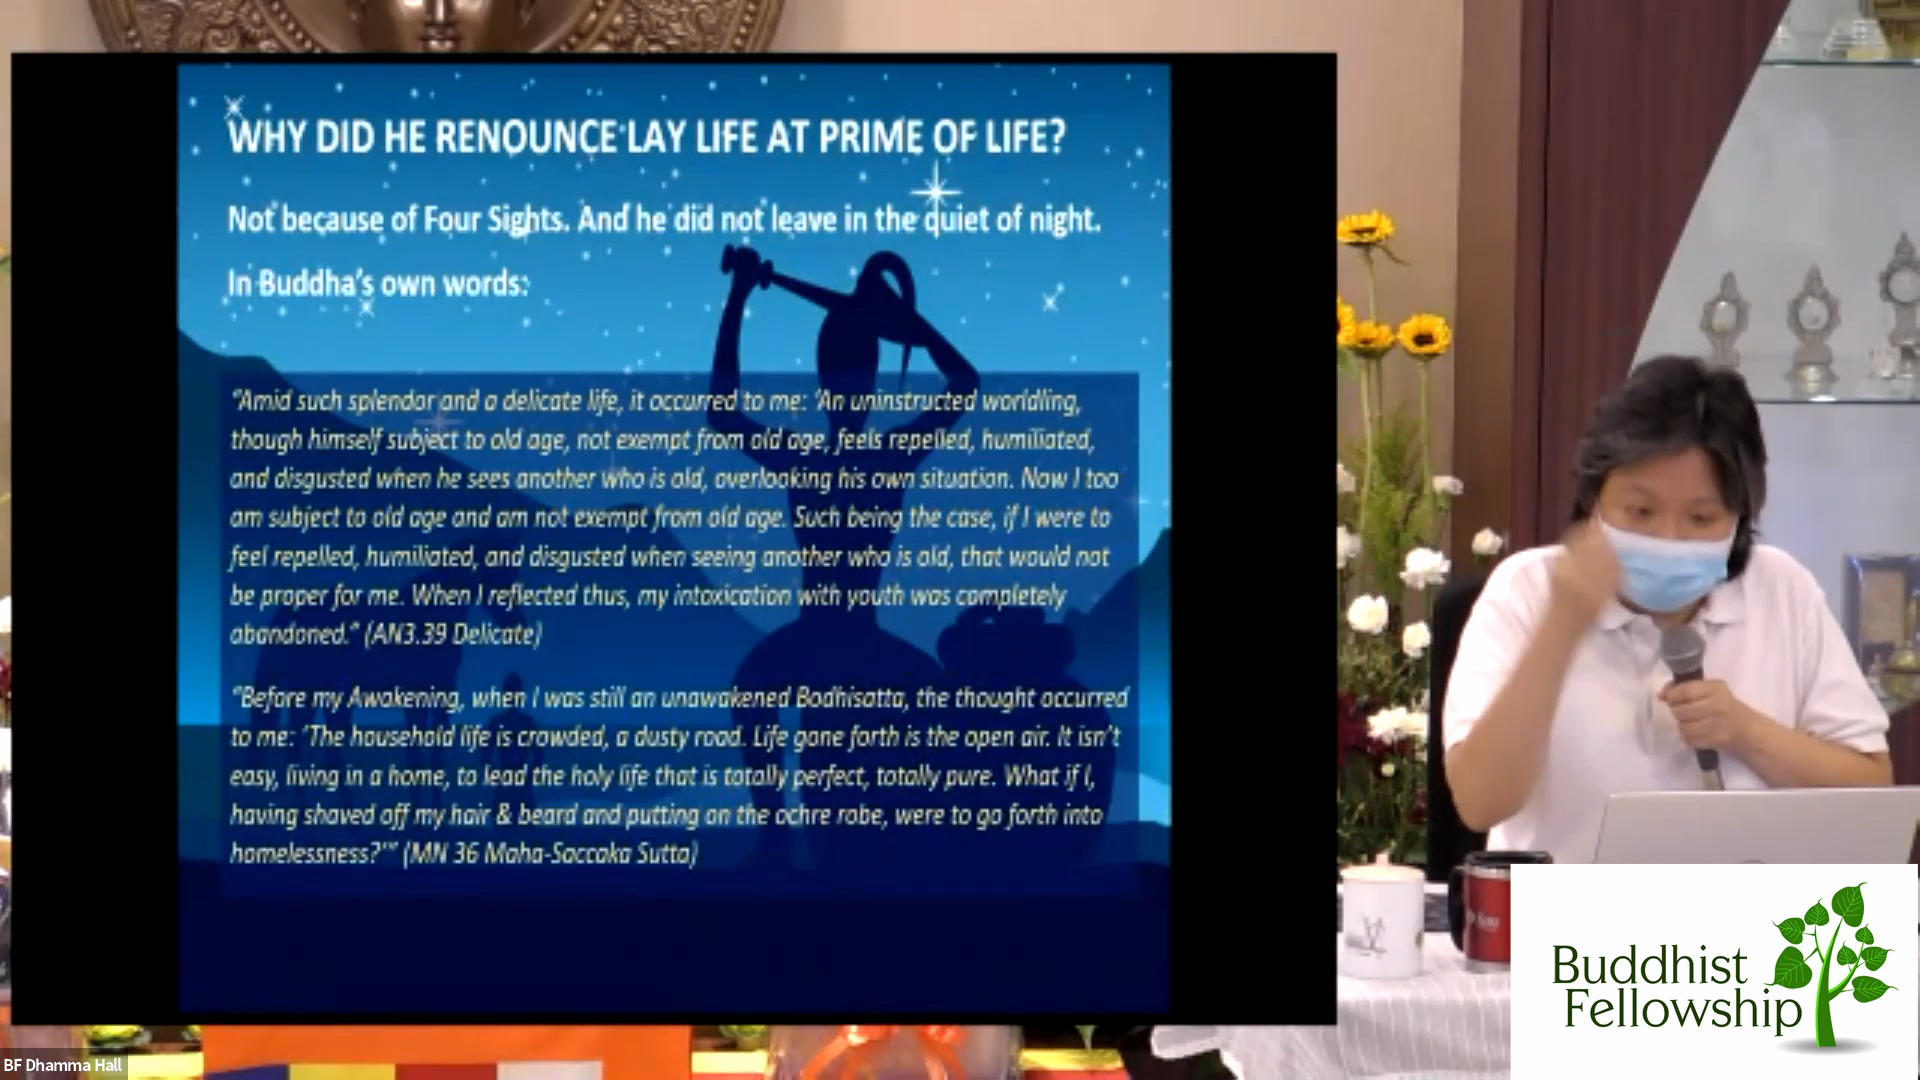 WHY DID HE RENOUNCE LAY LIFE AT PRIME OF LIFE?
Not because of Four Sights. And he did not leave in the quiet of night.
In Buddha's own words:
"Amid such splendor and a delicate life, it occurred to me: 'An uninstructed worldling,
though himself subject to old age, not exempt from old age, feels repelled, humiliated,
and disgusted when he sees another who is old, overlooking his own situation. Now I too
am subject to old age and am not exempt from old age. Such being the case, if I were to
feel repelled, humiliated, and disgusted when seeing another who is old, that would not
be proper for me. When I reflected thus, my intoxication with youth was completely
abandoned." (AN3.39 Delicate)
"Before my Awakening, when I was still an unawakened Bodhisatta, the thought occurred
to me: 'The household life is crowded, a dusty road. Life gone forth is the open air. It isn't
easy, living in a home, to lead the holy life that is totally perfect, totally pure. What if I,
having shaved off my hair & beard and putting on the ochre robe, were to go forth into
homelessness?'" (MN 36 Maha-Saccaka Sutta)
Buddhist
Fellowship
BF Dhamma Hall